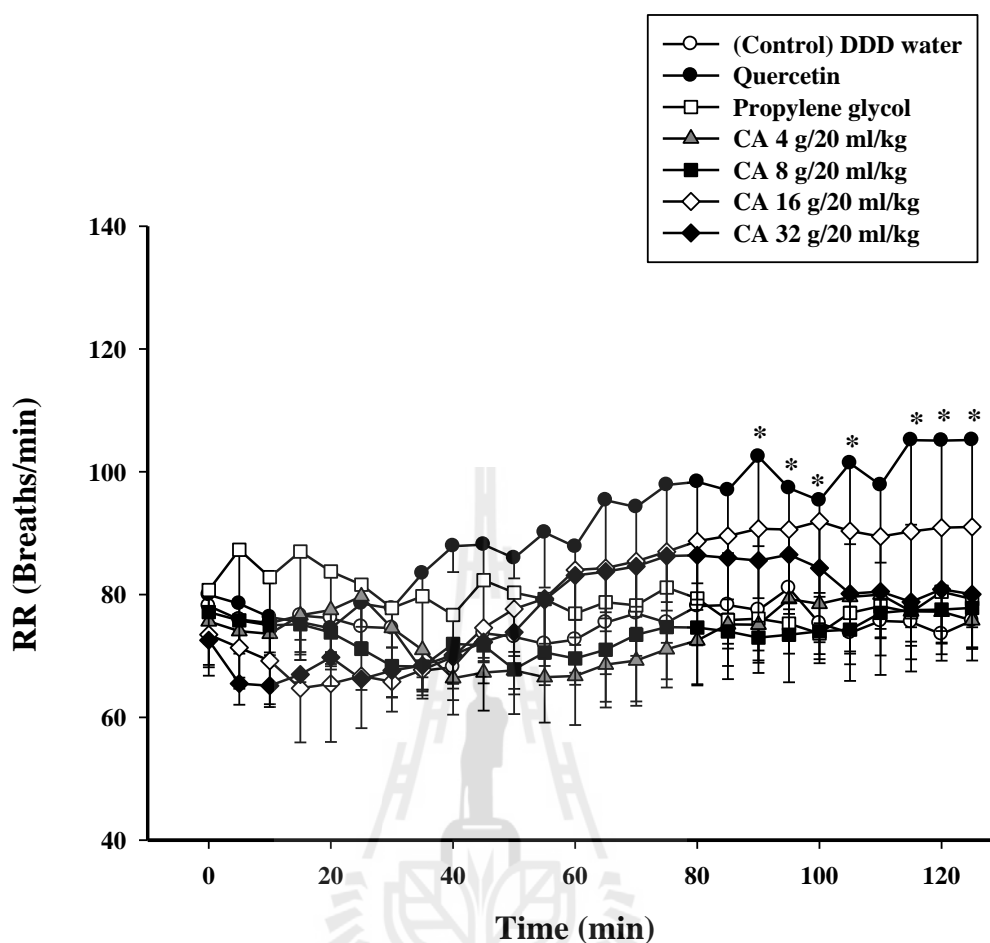 (Control) DDD water
Quercetin
Propylene glycol
CA 4 g/20 ml/kg
CA 8 g/20 ml/kg
CA 16 g/20 ml/kg
CA 32 g/20 ml/kg
RR (Breaths/min)
140
120
100
80
60
40
* * * * * * *
0 20 40 60 80 100 120
Time (min)